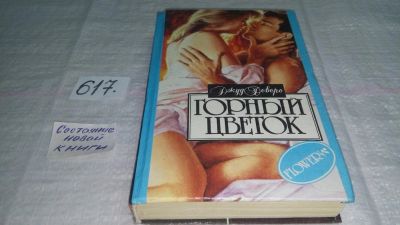 617.
Состояние
новой
книги
Джуд Деверо
ГОРНЫЙ
ЦВЕТОК
FLOWERS